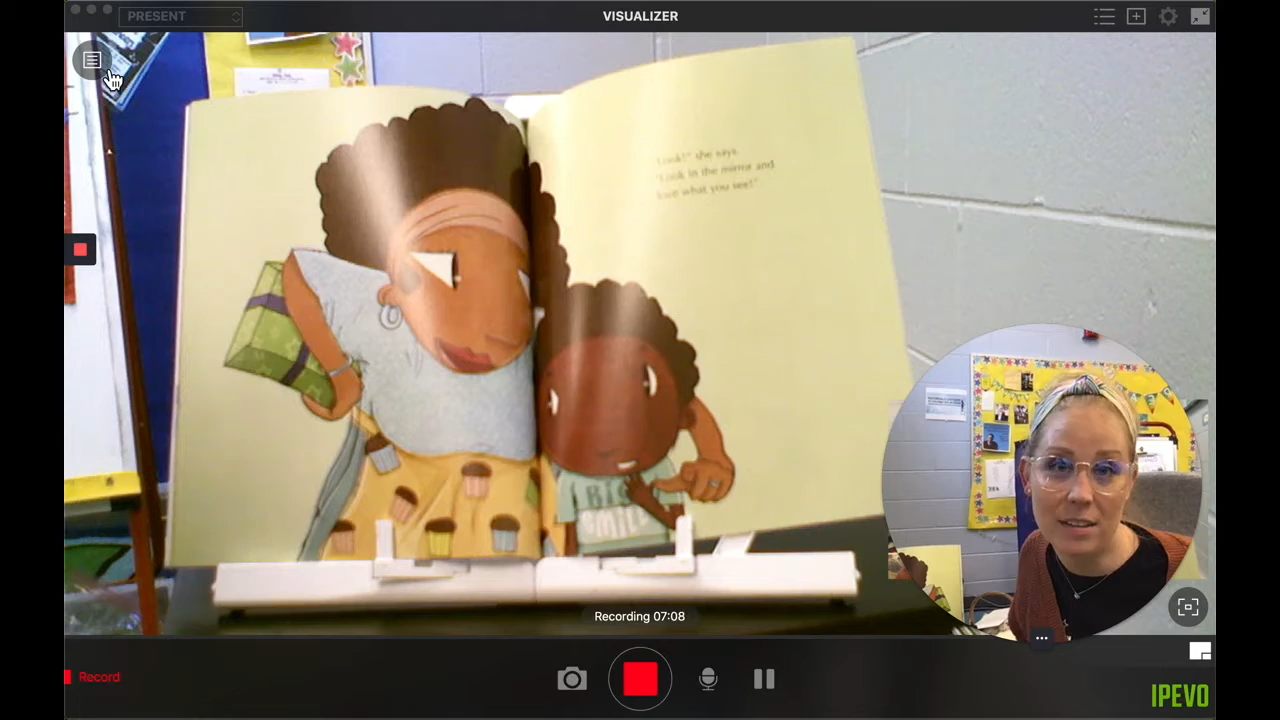 PRESENT
VISUALIZER
Look!" she says.
"Look in the mirror and
love what you see!"
BIG
SMILE
Recording 07:08
Record
IPEVO